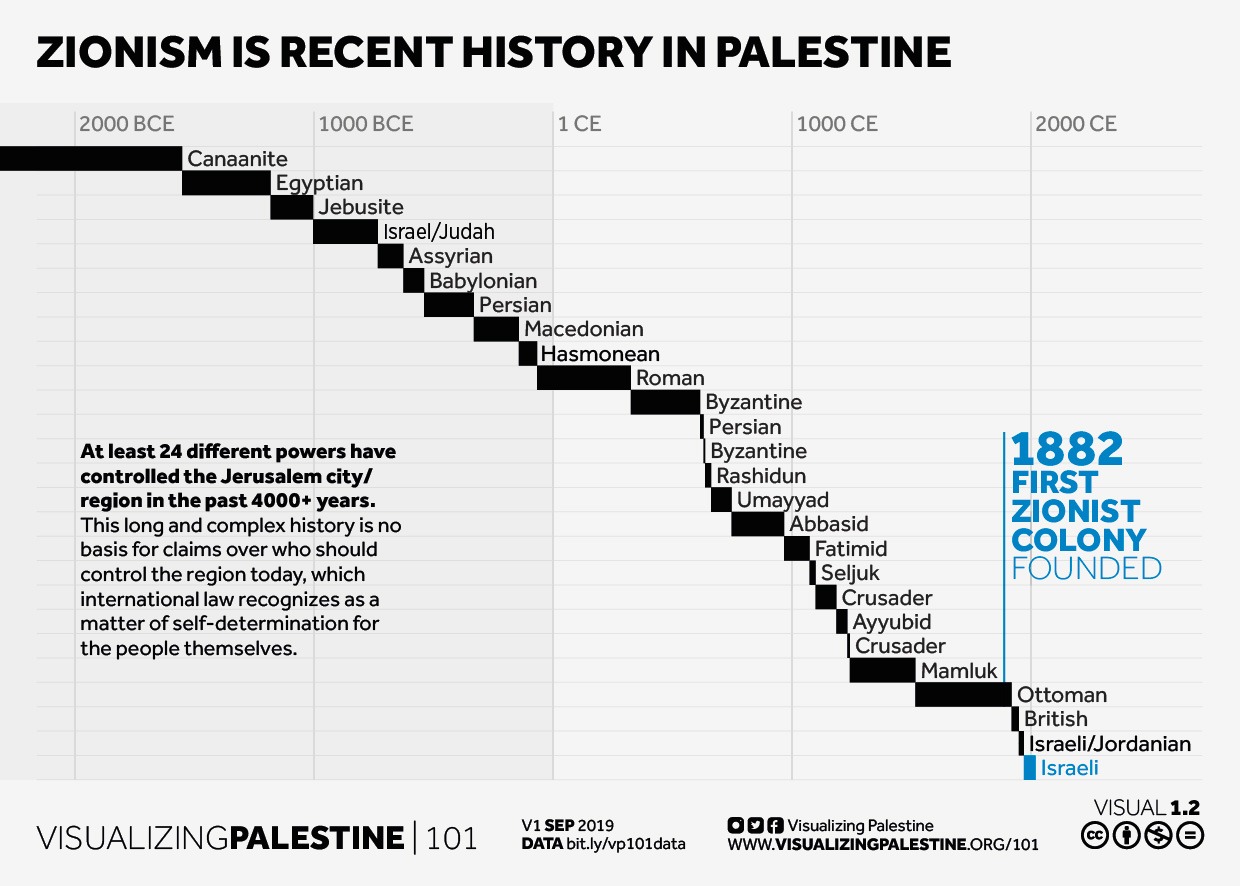 ZIONISM IS RECENT HISTORY IN PALESTINE
2000 BCE
1000 BCE
1 CE
1000 CE
2000 CE
Canaanite
Egyptian
Jebusite
Israel/Judah
Assyrian
Babylonian
Persian
Macedonian
Hasmonean
Roman
Byzantine
Persian
Byzantine
Rashidun
Umayyad
Abbasid
Fatimid
Seljuk
Crusader
Ayyubid
Crusader
Mamluk
Ottoman
British
Israeli/Jordanian
Israeli
At least 24 different powers have
controlled the Jerusalem city/
region in the past 4000+ years.
This long and complex history is no
basis for claims over who should
control the region today, which
international law recognizes as a
matter of self-determination for
the people themselves.
1882
FIRST
ZIONIST
COLONY
FOUNDED
VISUALIZINGPALESTINE | 101
V1 SEP 2019
DATA bit.ly/vp101data
Visualizing Palestine
WWW.VISUALIZINGPALESTINE.ORG/101
VISUAL 1.2
cc